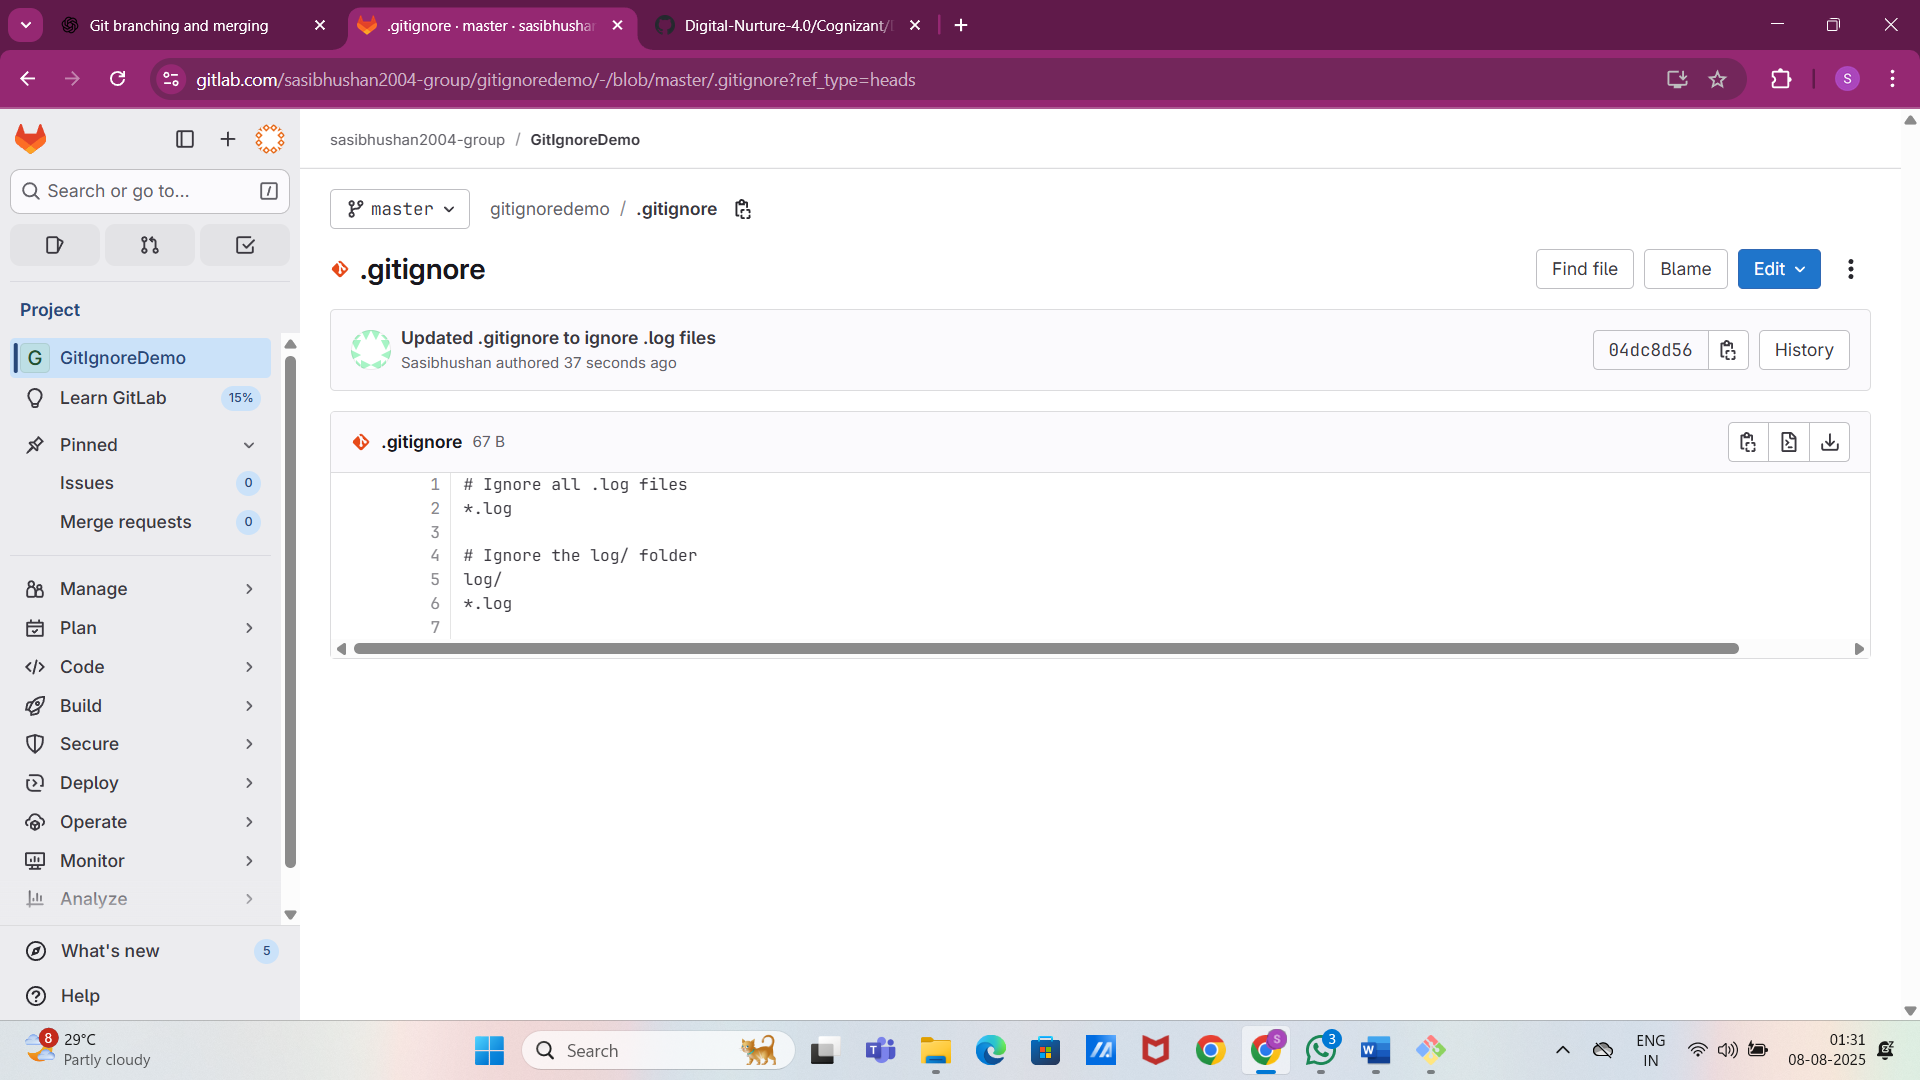 Git branching and merging
.gitignore · master · sasibhushan
Digital-Nurture-4.0/Cognizant/
gitlab.com/sasibhushan2004-group/gitignoredemo/-/blob/master/.gitignore?ref_type=heads
S
sasibhushan2004-group / GitIgnoreDemo
Search or go to... /
master
gitignoredemo / .gitignore
.gitignore
Find file
Blame
Edit
Project
Updated .gitignore to ignore .log files
Sasibhushan authored 37 seconds ago
04dc8d56
History
G GitIgnoreDemo
Learn GitLab 15%
Pinned
Issues 0
Merge requests 0
Manage
Plan
Code
Build
Secure
Deploy
Operate
Monitor
Analyze
What's new 5
Help
.gitignore 67 B
1 # Ignore all .log files
2 *.log
3
4 # Ignore the log/ folder
5 log/
6 *.log
7
8
29°C
Partly cloudy
Search
S
3
ENG
IN
01:31
08-08-2025